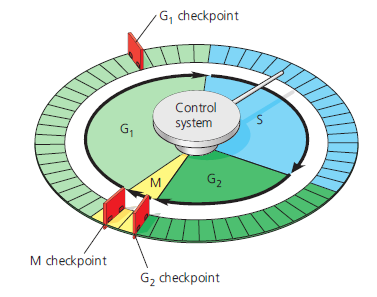 G₁ checkpoint
Control
system
S
G₁
M
G₂
M checkpoint
G₂ checkpoint